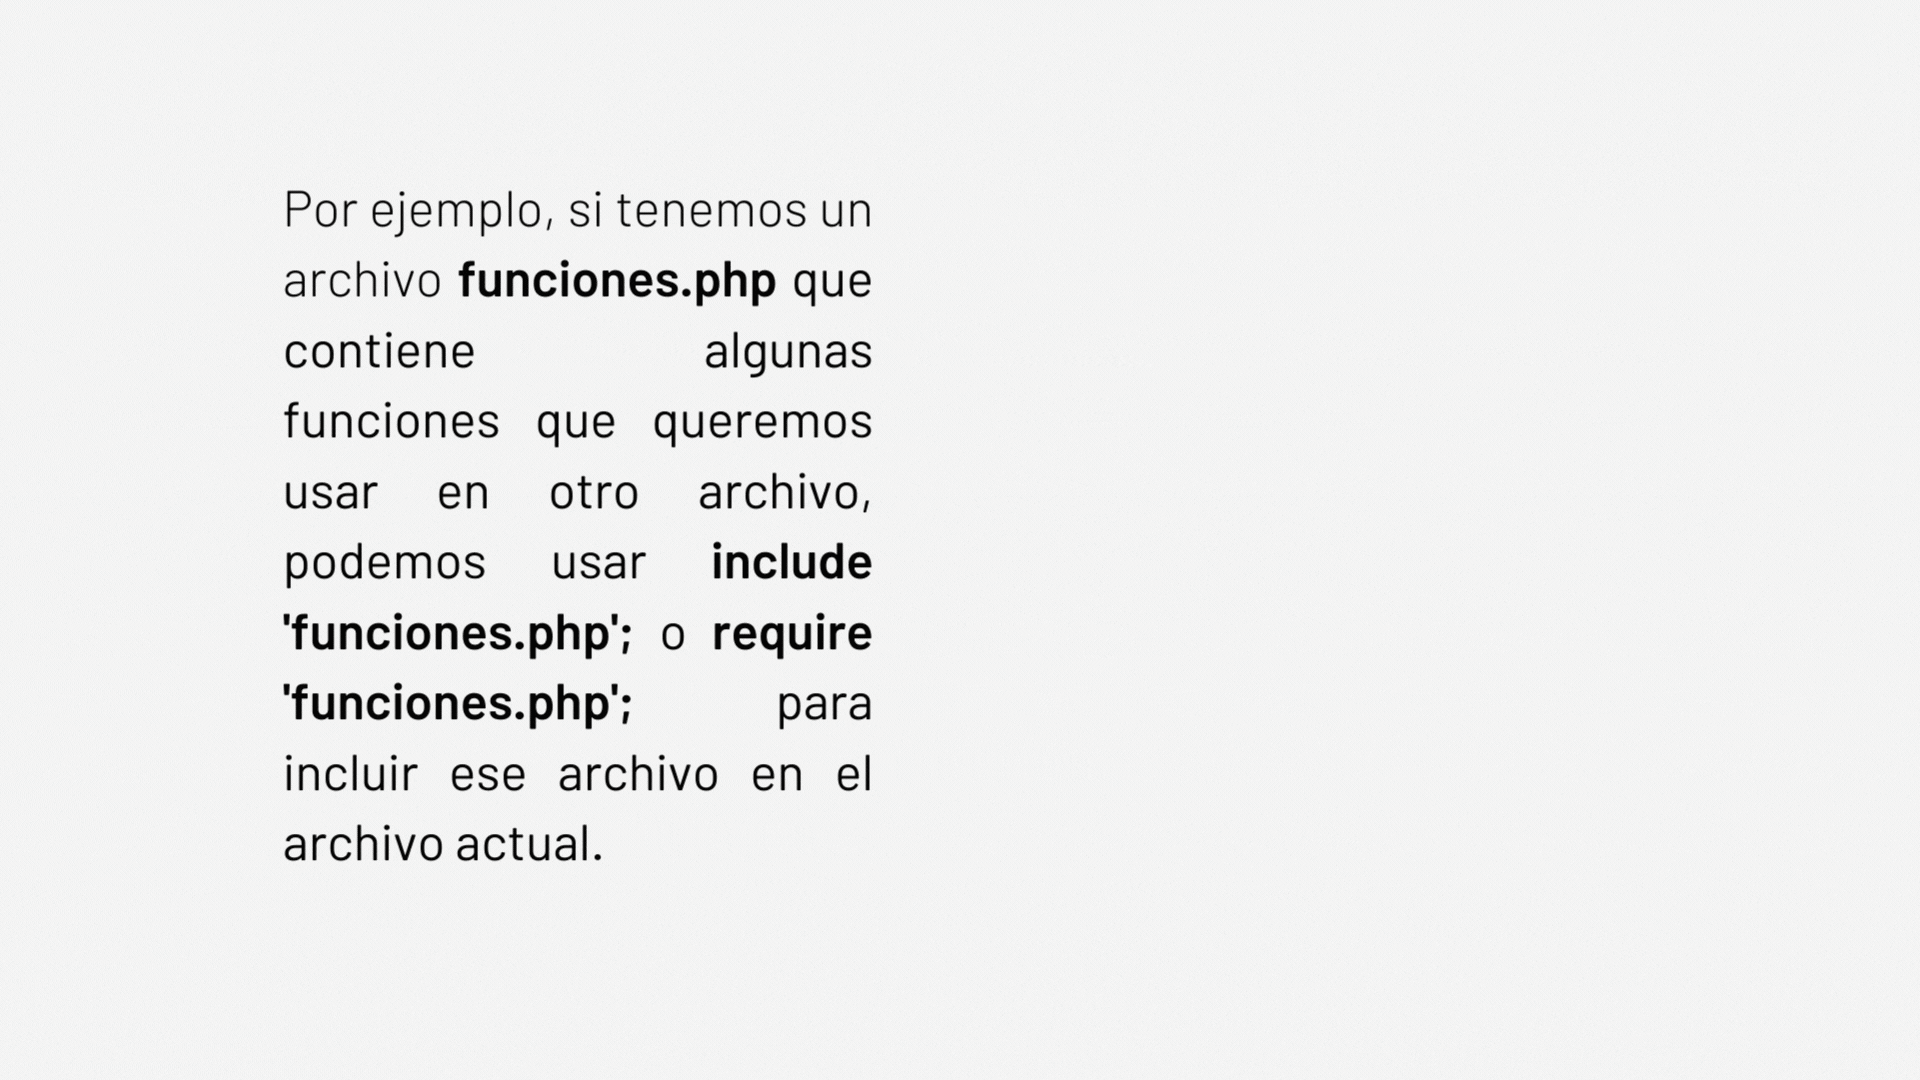 Por ejemplo, si tenemos un
archivo funciones.php que
contiene algunas
funciones que queremos
usar en otro archivo,
podemos usar include
'funciones.php'; o require
'funciones.php'; para
incluir ese archivo en el
archivo actual.